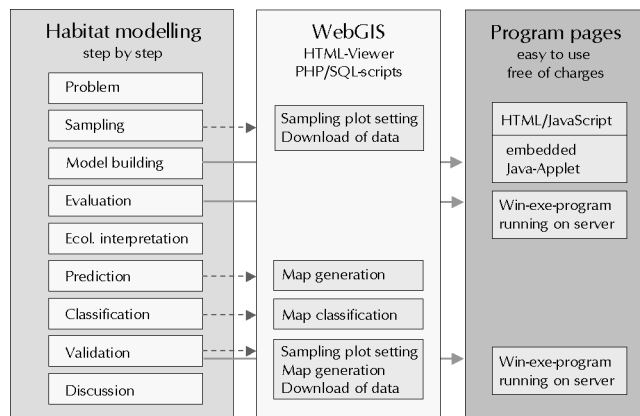 Habitat modelling
step by step
Problem
Sampling
Model building
Evaluation
Ecol. interpretation
Prediction
Classification
Validation
Discussion
WebGIS
HTML-Viewer
PHP/SQL-scripts
Sampling plot setting
Download of data
Map generation
Map classification
Sampling plot setting
Map generation
Download of data
Program pages
easy to use
free of charges
HTML/JavaScript
embedded
Java-Applet
Win-exe-program
running on server
Win-exe-program
running on server